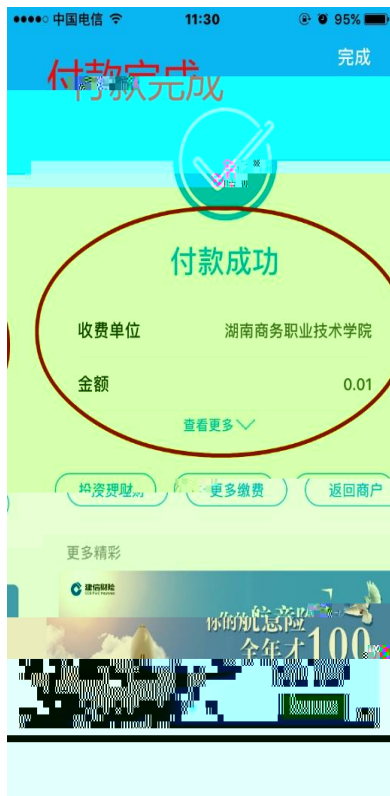 中国电信 11:30 95%
完成
付款完成
付款成功
收费单位 湖南商务职业技术学院
金额 0.01
查看更多
投资理财 更多缴费 返回商户
更多精彩
建信财险
你的航意险
全年才100